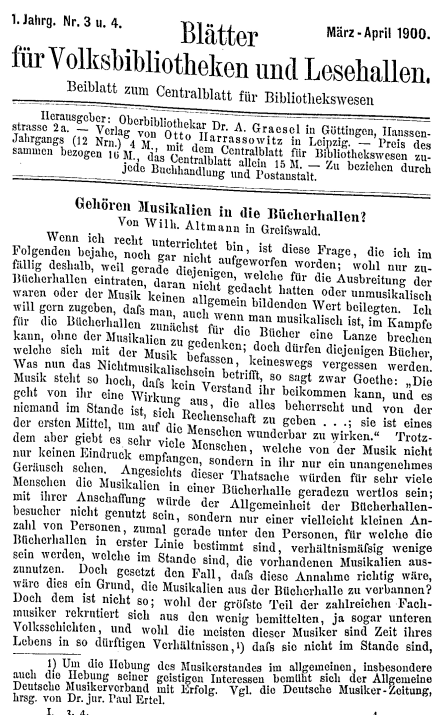 1. Jahrg. Nr. 3 u. 4.
Blätter
März-April 1900.
für Volksbibliotheken und Lesehallen.
Beiblatt zum Centralblatt für Bibliothekswesen
Herausgeber: Oberbibliothekar Dr. A. Graesel in Göttingen, Hanssen-
strasse 2a. — Verlag von Otto Harrassowitz in Leipzig. — Preis des
Jahrgangs (12 Nrn.) 4 M., mit dem Centralblatt für Bibliothekswesen zu-
sammen bezogen 16 M., das Centralblatt allein 15 M. — Zu beziehen durch
jede Buchhandlung und Postanstalt.
Gehören Musikalien in die Bücherhallen?
Von Wilh. Altmann in Greifswald.
Wenn ich recht unterrichtet bin, ist diese Frage, die ich im
Folgenden bejahe, noch gar nicht aufgeworfen worden; wohl nur zu-
fällig deshalb, weil gerade diejenigen, welche für die Ausbreitung der
Bücherhallen eintraten, daran nicht gedacht hatten oder unmusikalisch
waren oder der Musik keinen allgemein bildenden Wert beilegten. Ich
will gern zugeben, daſs man, auch wenn man musikalisch ist, im Kampfe
für die Bücherhallen zunächst für die Bücher eine Lanze brechen
kann, ohne der Musikalien zu gedenken; doch dürfen diejenigen Bücher,
welche sich mit der Musik befassen, keineswegs vergessen werden.
Was nun das Nichtmusikalischsein betrifft, so sagt zwar Goethe: „Die
Musik steht so hoch, daſs kein Verstand ihr beikommen kann, und es
geht von ihr eine Wirkung aus, die alles beherrscht und von der
niemand im Stande ist, sich Rechenschaft zu geben . . .; sie ist eines
der ersten Mittel, um auf die Menschen wunderbar zu wirken.“ Trotz-
dem aber giebt es sehr viele Menschen, welche von der Musik nicht
nur keinen Eindruck empfangen, sondern in ihr nur ein unangenehmes
Geräusch sehen. Angesichts dieser Thatsache würden für sehr viele
Menschen die Musikalien in einer Bücherhalle geradezu wertlos sein;
mit ihrer Anschaffung würde der Allgemeinheit der Bücherhallen-
besucher nicht genutzt sein, sondern nur einer vielleicht kleinen An-
zahl von Personen, zumal gerade unter den Personen, für welche die
Bücherhallen in erster Linie bestimmt sind, verhältnismäſsig wenige
sein werden, welche im Stande sind, die vorhandenen Musikalien aus-
zunutzen. Doch gesetzt den Fall, daſs diese Annahme richtig wäre,
wäre dies ein Grund, die Musikalien aus der Bücherhalle zu verbannen?
Doch dem ist nicht so; wohl der gröſste Teil der zahlreichen Fach-
musiker rekrutiert sich aus den wenig bemittelten, ja sogar unteren
Volksschichten, und wohl die meisten dieser Musiker sind Zeit ihres
Lebens in so dürftigen Verhältnissen,¹) daſs sie nicht im Stande sind,
1) Um die Hebung des Musikerstandes im allgemeinen, insbesondere
auch die Hebung seiner geistigen Interessen bemüht sich der Allgemeine
Deutsche Musikerverband mit Erfolg. Vgl. die Deutsche Musiker-Zeitung,
hrsg. von Dr. jur. Paul Ertel.
I. 3. 4.